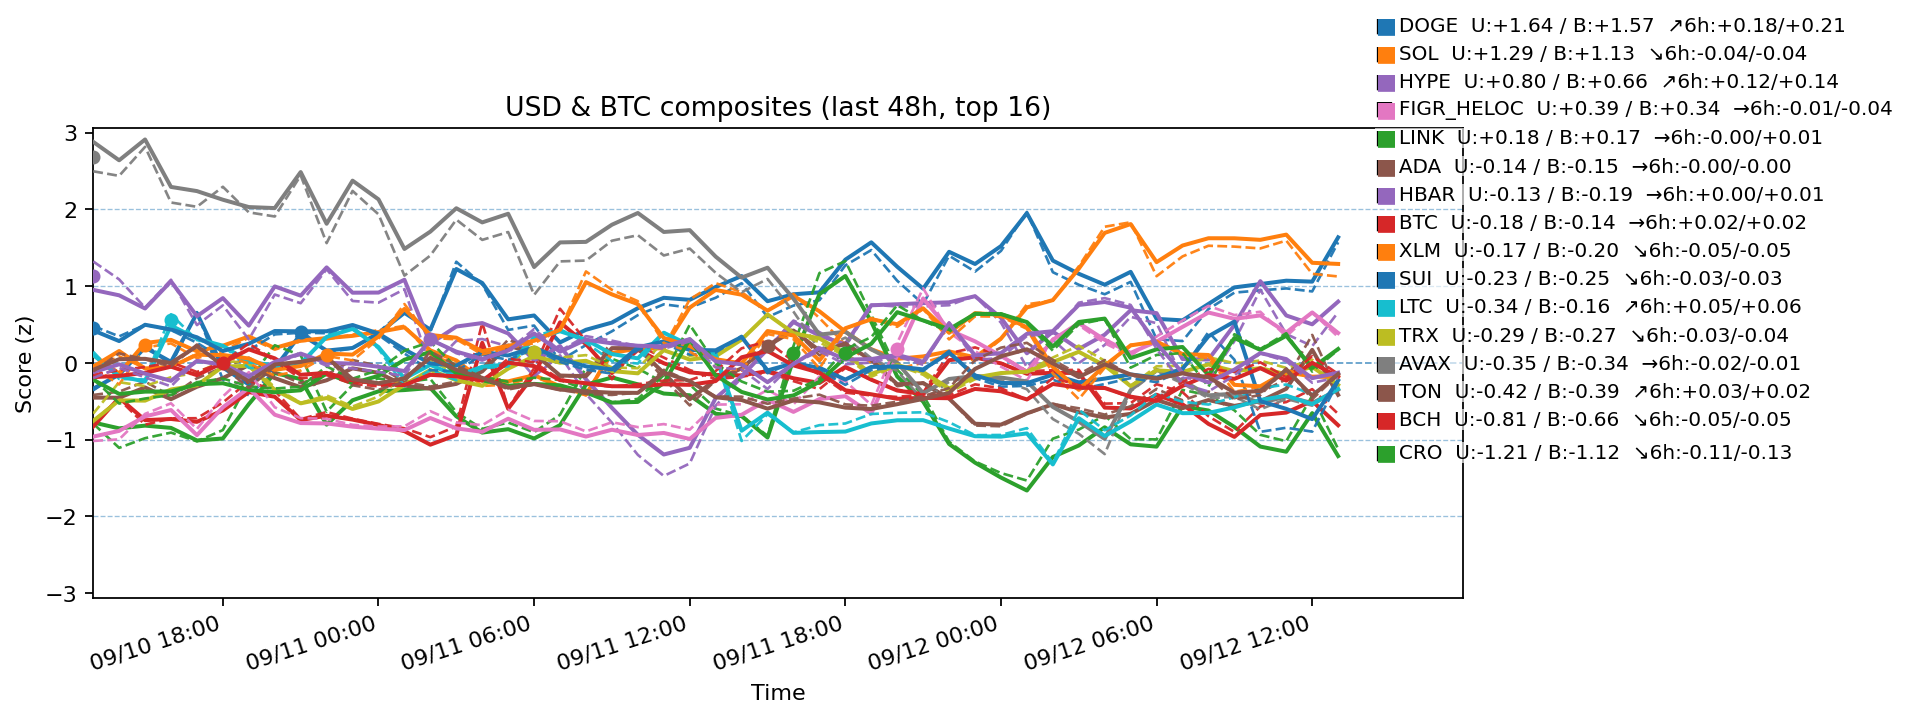 DOGE U:+1.64 / B:+1.57 ↗6h:+0.18/+0.21
SOL U:+1.29 / B:+1.13 ↘6h:-0.04/-0.04
HYPE U:+0.80 / B:+0.66 ↗6h:+0.12/+0.14
FIGR_HELOC U:+0.39 / B:+0.34 →6h:-0.01/-0.04
LINK U:+0.18 / B:+0.17 →6h:-0.00/+0.01
ADA U:-0.14 / B:-0.15 →6h:-0.00/-0.00
HBAR U:-0.13 / B:-0.19 →6h:+0.00/+0.01
BTC U:-0.18 / B:-0.14 →6h:+0.02/+0.02
XLM U:-0.17 / B:-0.20 ↘6h:-0.05/-0.05
SUI U:-0.23 / B:-0.25 ↘6h:-0.03/-0.03
LTC U:-0.34 / B:-0.16 ↗6h:+0.05/+0.06
TRX U:-0.29 / B:-0.27 ↘6h:-0.03/-0.04
AVAX U:-0.35 / B:-0.34 →6h:-0.02/-0.01
TON U:-0.42 / B:-0.39 ↗6h:+0.03/+0.02
BCH U:-0.81 / B:-0.66 ↘6h:-0.05/-0.05
CRO U:-1.21 / B:-1.12 ↘6h:-0.11/-0.13
USD & BTC composites (last 48h, top 16)
Score (z)
3
2
1
0
−1
−2
−3
09/10 18:00
09/11 00:00
09/11 06:00
09/11 12:00
09/11 18:00
09/12 00:00
09/12 06:00
09/12 12:00
Time